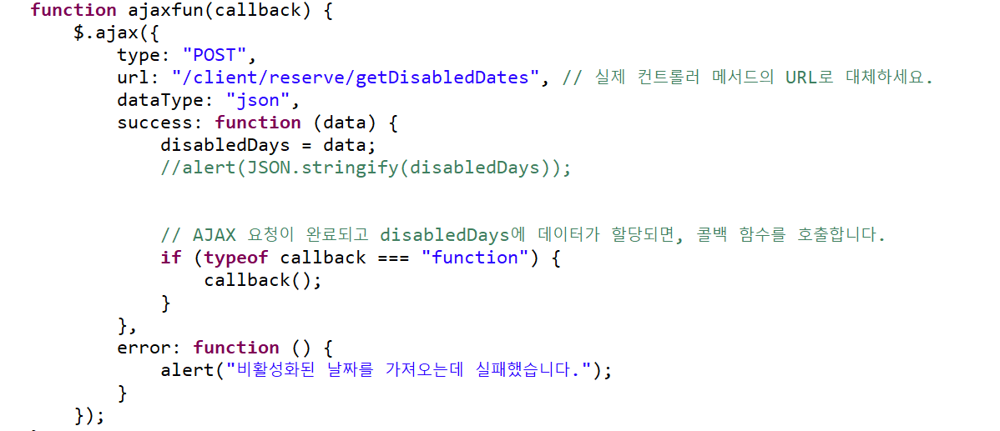 function ajaxfun(callback) {
    $.ajax({
        type: "POST",
        url: "/client/reserve/getDisabledDates", // 실제 컨트롤러 메서드의 URL로 대체하세요.
        dataType: "json",
        success: function (data) {
            disabledDays = data;
            //alert(JSON.stringify(disabledDays));
            // AJAX 요청이 완료되고 disabledDays에 데이터가 할당되면, 콜백 함수를 호출합니다.
            if (typeof callback === "function") {
                callback();
            }
        },
        error: function () {
            alert("비활성화된 날짜를 가져오는데 실패했습니다.");
        }
    });